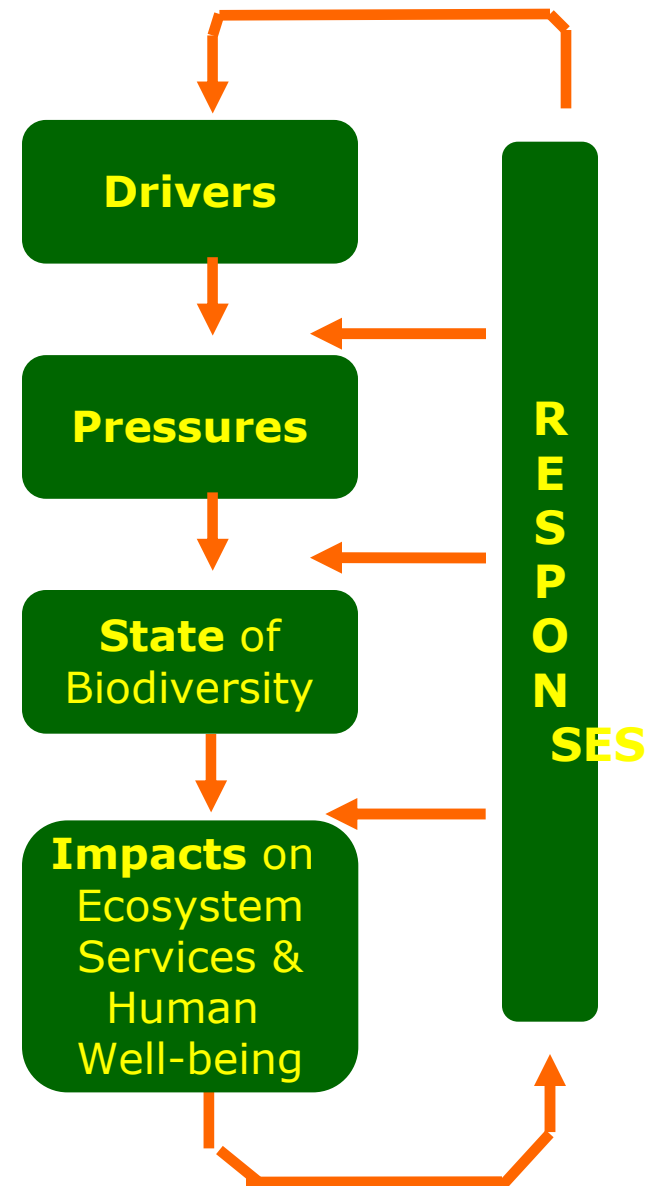 Drivers
Pressures
State of
Biodiversity
Impacts on
Ecosystem
Services &
Human
Well-being
R
E
S
P
O
N
SES